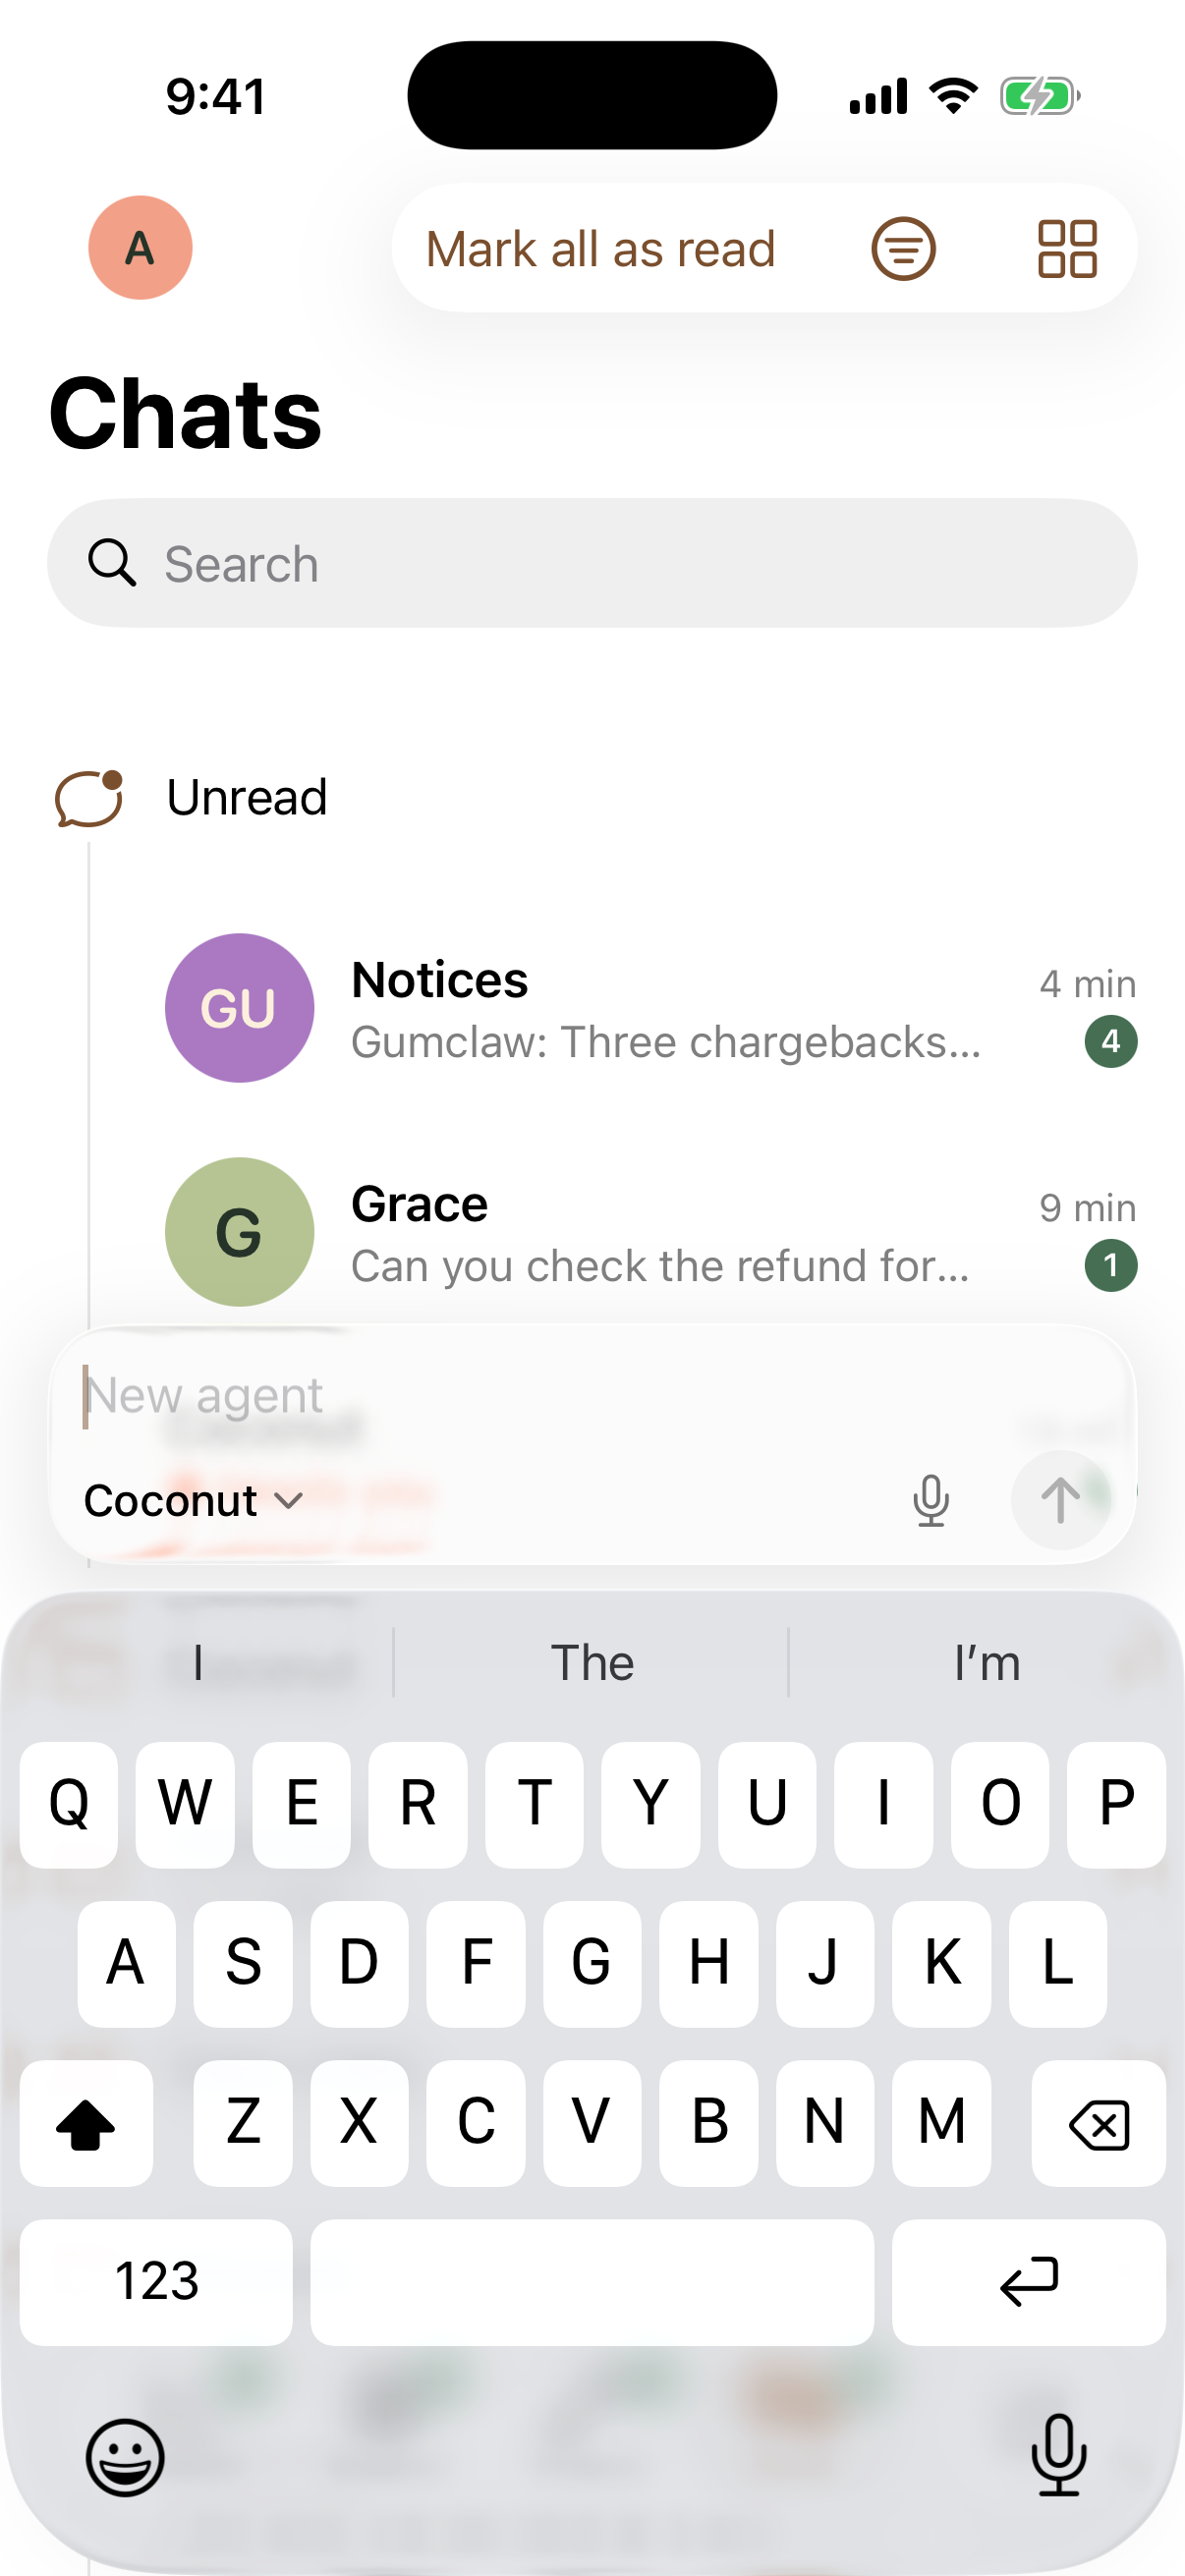 9:41
A
Mark all as read
Chats
Search
Unread
GU
Notices
4 min
Gumclaw: Three chargebacks...
4
G
Grace
9 min
Can you check the refund for...
1
New agent
Coconut
I
The
I'm
Q W E R T Y U I O P
A S D F G H J K L
Z X C V B N M
123